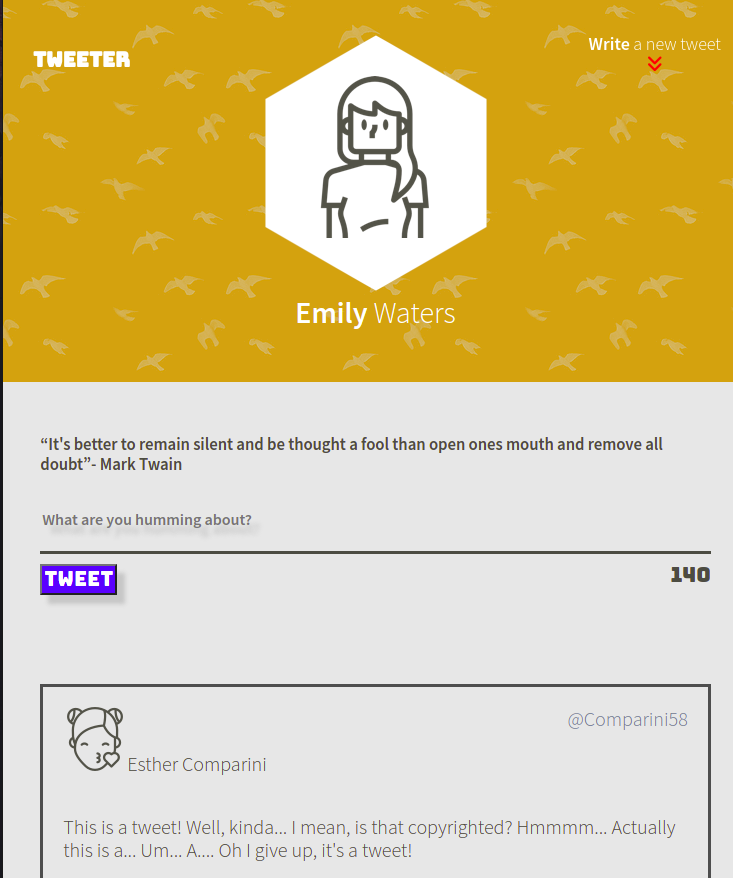 TWEETER
Write a new tweet
Emily Waters
“It's better to remain silent and be thought a fool than open ones mouth and remove all
doubt”- Mark Twain
What are you humming about?
TWEET
140
@Comparini58
Esther Comparini
This is a tweet! Well, kinda... I mean, is that copyrighted? Hmmmm... Actually
this is a... Um... A.... Oh I give up, it's a tweet!